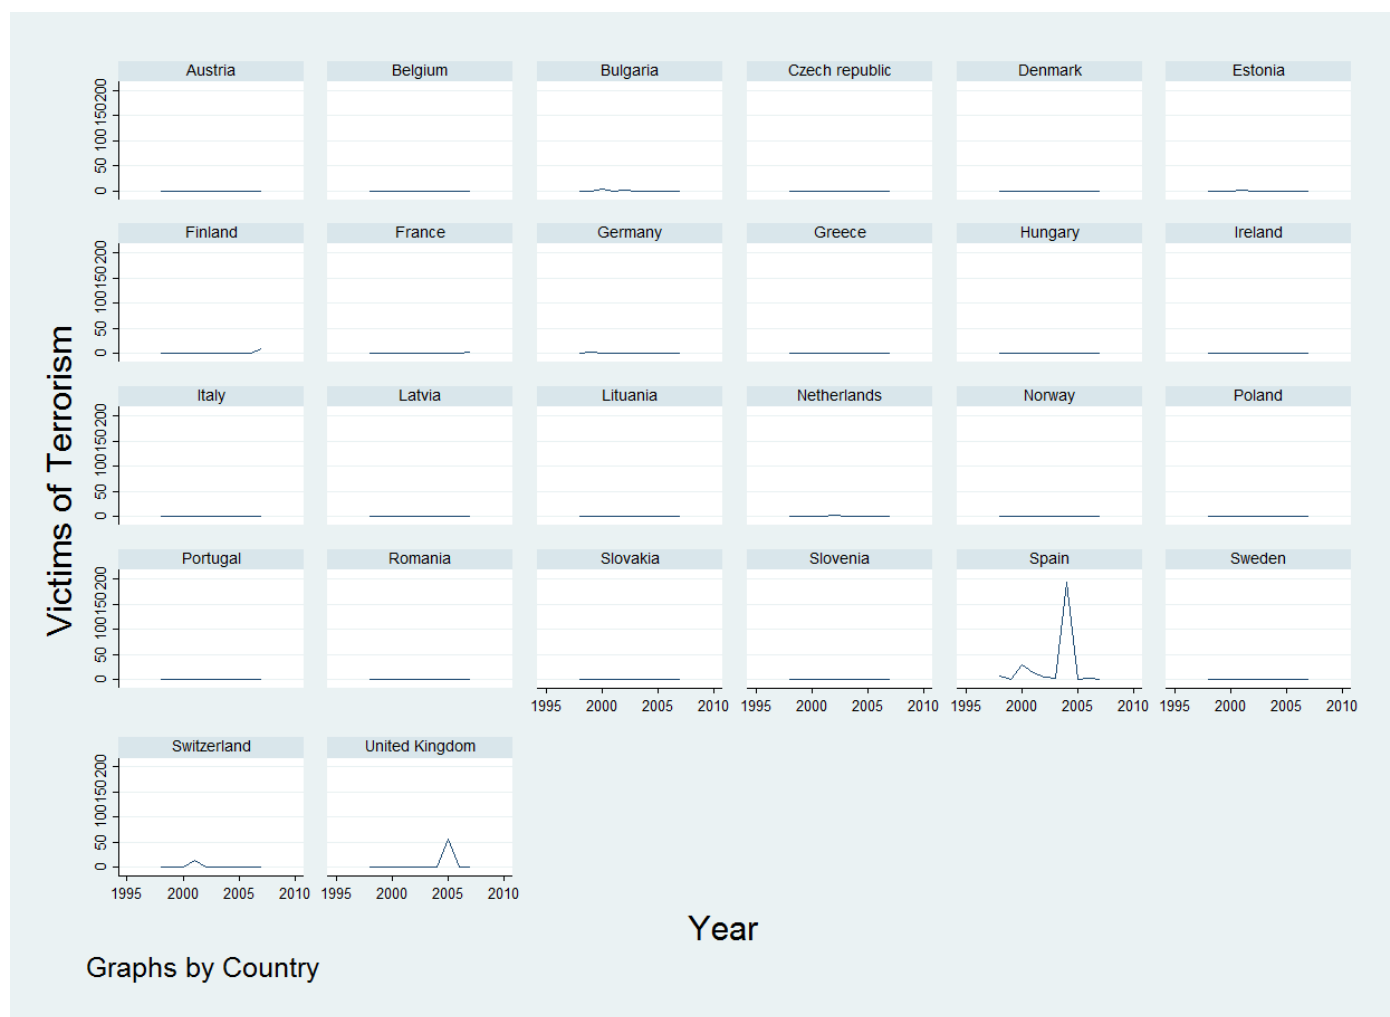 Austria Belgium Bulgaria Czech republic Denmark Estonia
0 50 100 150 200
Finland France Germany Greece Hungary Ireland
0 50 100 150 200
Italy Latvia Lituania Netherlands Norway Poland
0 50 100 150 200
Portugal Romania Slovakia Slovenia Spain Sweden
0 50 100 150 200
1995 2000 2005 2010 1995 2000 2005 2010 1995 2000 2005 2010 1995 2000 2005 2010
Switzerland United Kingdom
0 50 100 150 200
1995 2000 2005 2010 1995 2000 2005 2010
Victims of Terrorism
Year
Graphs by Country